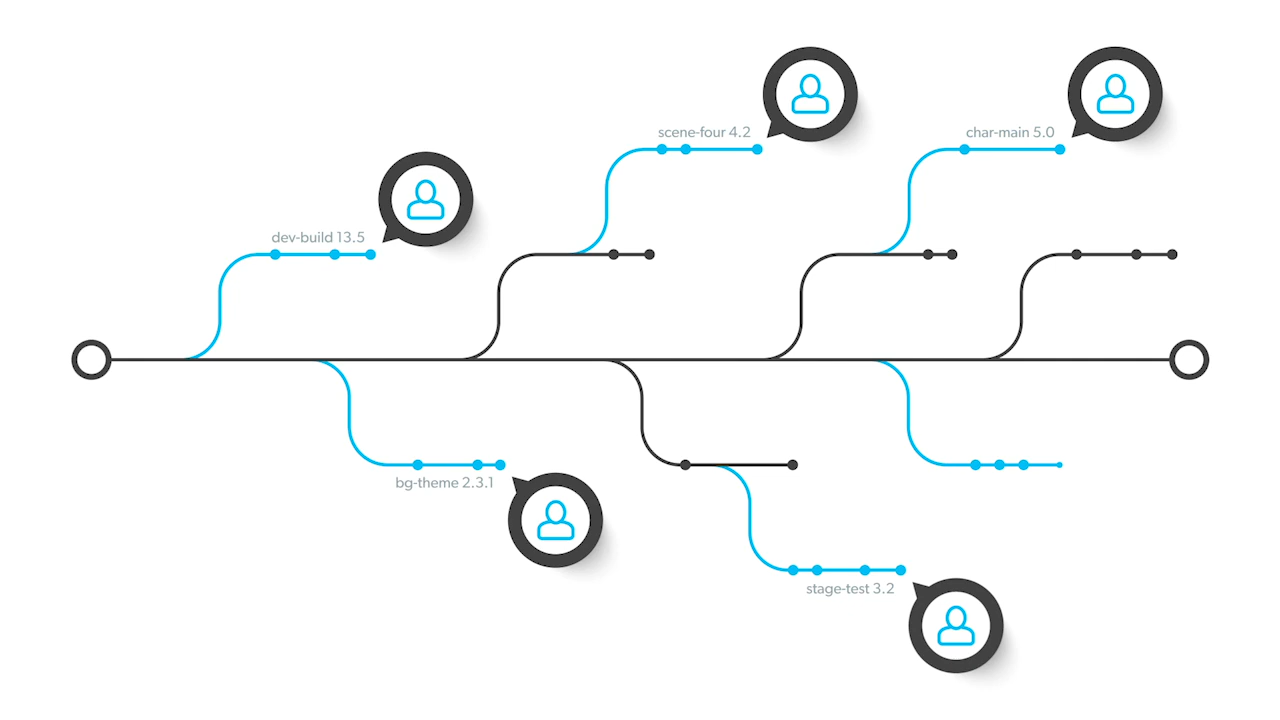 scene-four 4.2
char-main 5.0
dev-build 13.5
bg-theme 2.3.1
stage-test 3.2